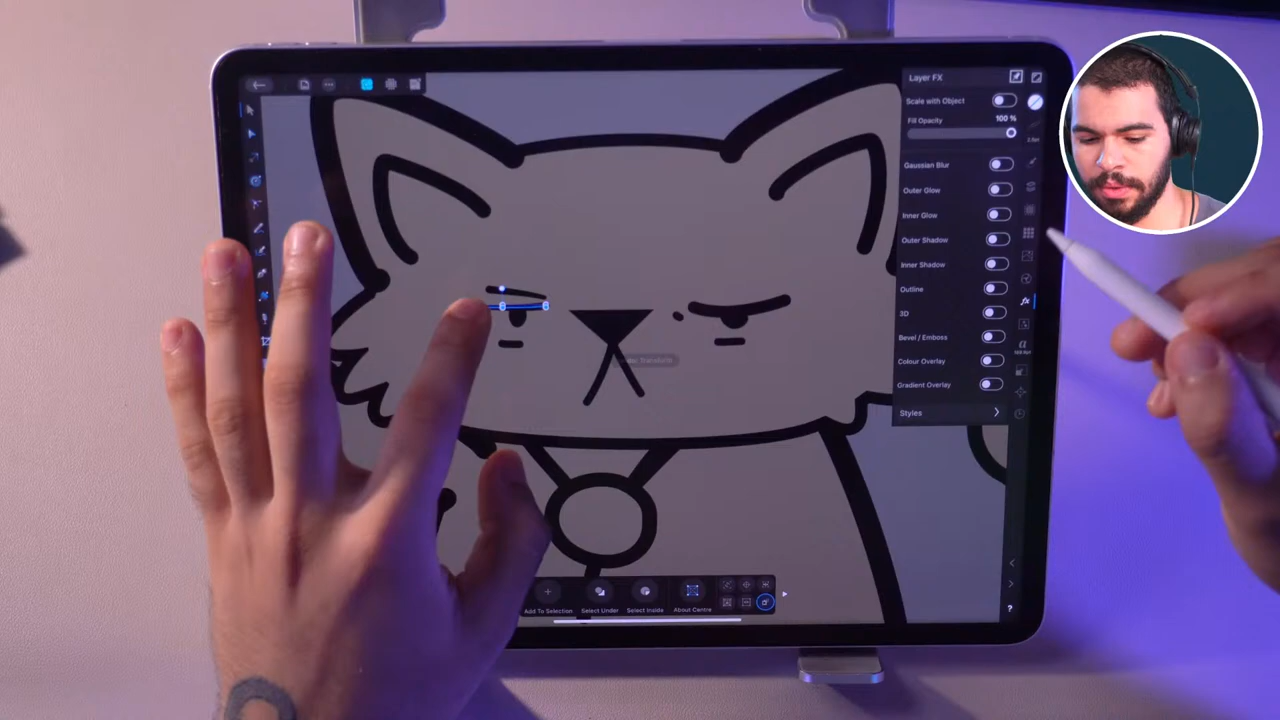 Layer FX
Scale with Object
Fill Opacity 100 %
Gaussian Blur
Outer Glow
Inner Glow
Outer Shadow
Inner Shadow
Outline
fx
3D
Bevel / Emboss
a
Colour Overlay
Gradient Overlay
Styles
Add To Selection Select Under Select Inside About Centre
?